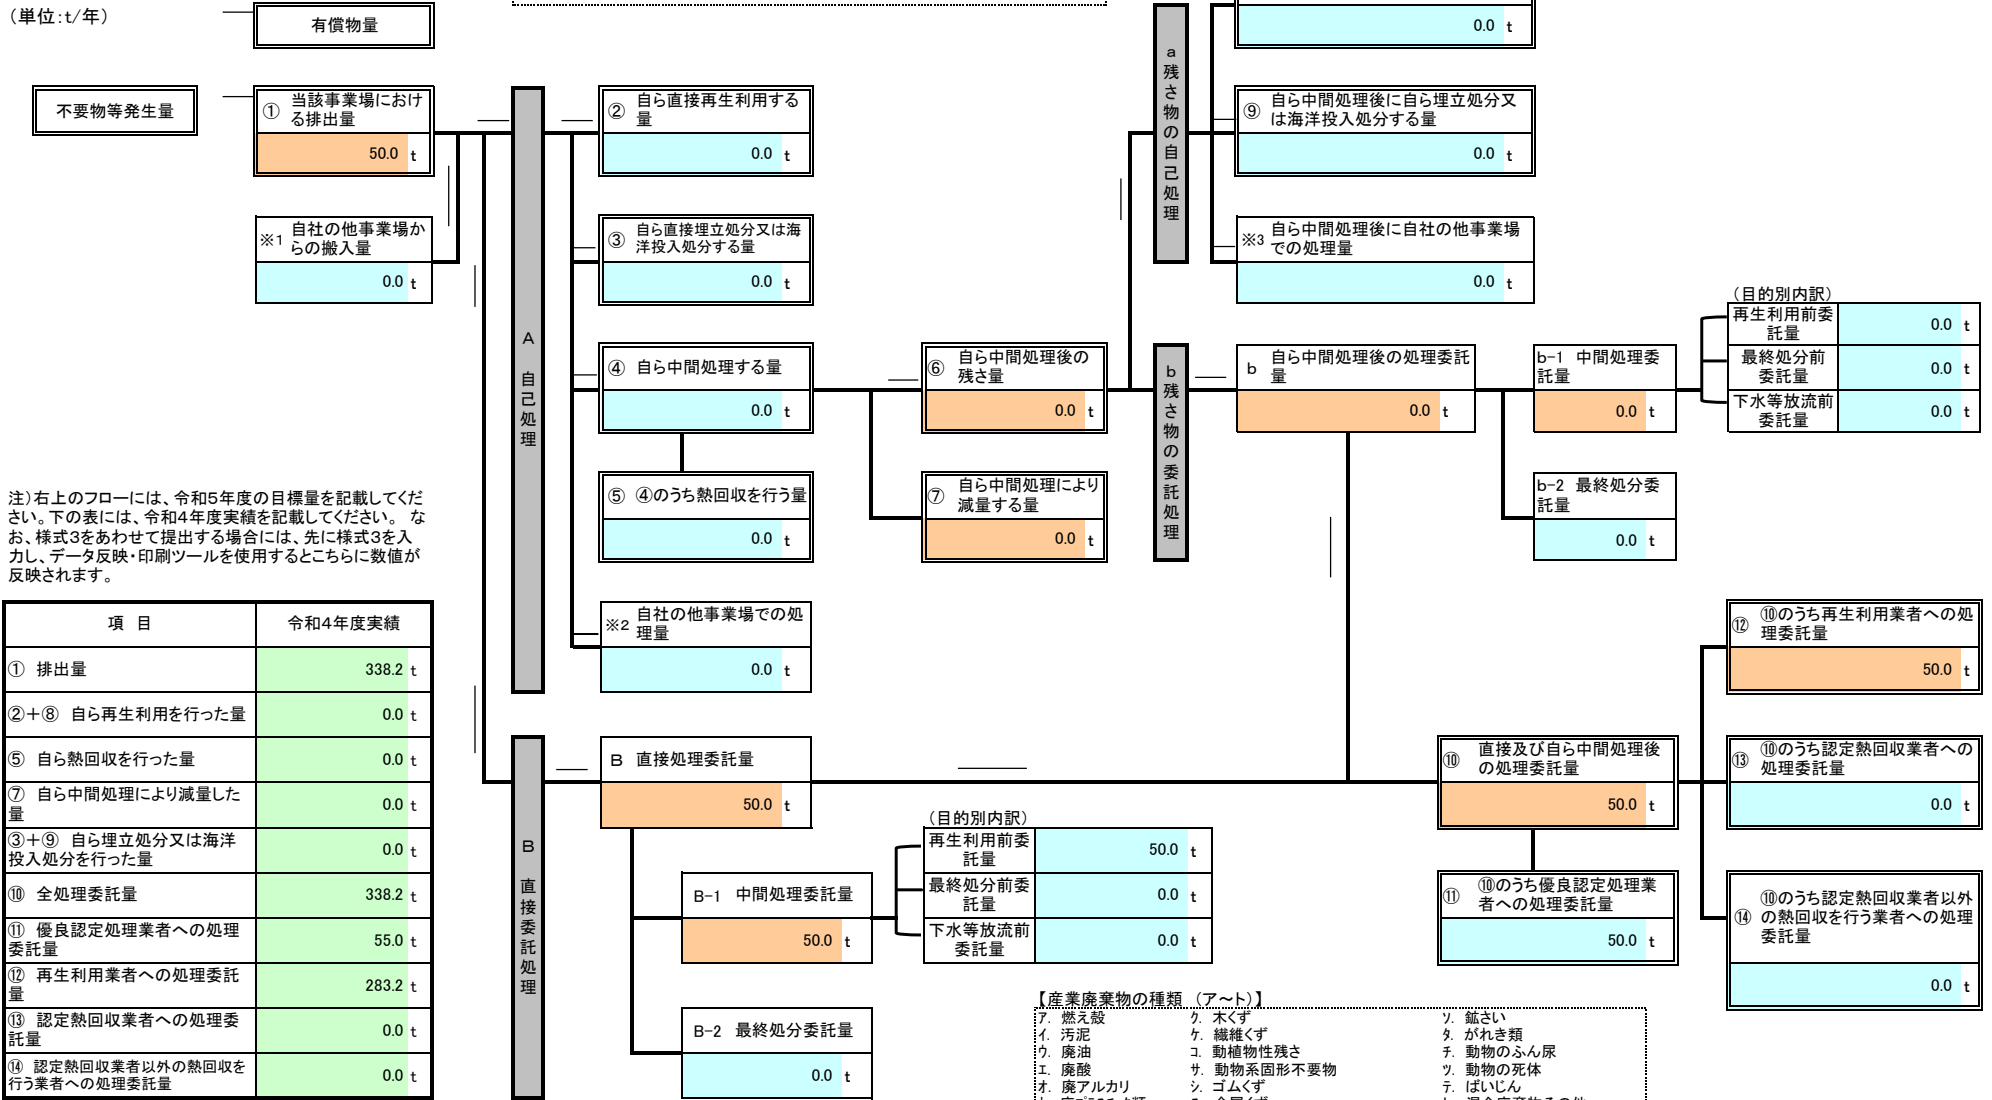 （単位:t/年）
有償物量
0.0 t
不要物等発生量
① 当該事業場におけ
る排出量
50.0 t
※1 自社の他事業場か
らの搬入量
0.0 t
A 自己処理
② 自ら直接再生利用する
量
0.0 t
③ 自ら直接埋立処分又は海
洋投入処分する量
0.0 t
④ 自ら中間処理する量
0.0 t
⑤ ④のうち熱回収を行う量
0.0 t
※2 自社の他事業場での処
理量
0.0 t
⑥ 自ら中間処理後の
残さ量
0.0 t
⑦ 自ら中間処理により
減量する量
0.0 t
a 残さ物の自己処理
⑨ 自ら中間処理後に自ら埋立処分又
は海洋投入処分する量
0.0 t
※3 自ら中間処理後に自社の他事業場
での処理量
0.0 t
b 残さ物の委託処理
b 自ら中間処理後の処理委託
量
0.0 t
b-1 中間処理委
託量
0.0 t
b-2 最終処分委
託量
0.0 t
（目的別内訳）
再生利用前委
託量
0.0 t
最終処分前
委託量
0.0 t
下水等放流前
委託量
0.0 t
注）右上のフローには、令和5年度の目標量を記載してくだ
さい。下の表には、令和4年度実績を記載してください。 な
お、様式3をあわせて提出する場合には、先に様式3を入
力し、データ反映・印刷ツールを使用するとこちらに数値が
反映されます。
項 目 令和4年度実績
① 排出量 338.2 t
②＋⑧ 自ら再生利用を行った量 0.0 t
⑤ 自ら熱回収を行った量 0.0 t
⑦ 自ら中間処理により減量した
量 0.0 t
③＋⑨ 自ら埋立処分又は海洋
投入処分を行った量 0.0 t
⑩ 全処理委託量 338.2 t
⑪ 優良認定処理業者への処理
委託量 55.0 t
⑫ 再生利用業者への処理委託
量 283.2 t
⑬ 認定熱回収業者への処理委
託量 0.0 t
⑭ 認定熱回収業者以外の熱回収を
行う業者への処理委託量 0.0 t
B 直接委託処理
B 直接処理委託量
50.0 t
B-1 中間処理委託量
50.0 t
B-2 最終処分委託量
0.0 t
（目的別内訳）
再生利用前委
託量
50.0 t
最終処分前委
託量
0.0 t
下水等放流前
委託量
0.0 t
⑩ 直接及び自ら中間処理後
の処理委託量
50.0 t
⑪ ⑩のうち優良認定処理業
者への処理委託量
50.0 t
⑫ ⑩のうち再生利用業者への処
理委託量
50.0 t
⑬ ⑩のうち認定熱回収業者への
処理委託量
0.0 t
⑭ ⑩のうち認定熱回収業者以外
の熱回収を行う業者への処理
委託量
0.0 t
【産業廃棄物の種類 （ア～ト）】
ア. 燃え殻 ク. 木くず ソ. 鉱さい
イ. 汚泥 ケ. 繊維くず タ. がれき類
ウ. 廃油 コ. 動植物性残さ チ. 動物のふん尿
エ. 廃酸 サ. 動物系固形不要物 ツ. 動物の死体
オ. 廃アルカリ シ. ゴムくず テ. ばいじん